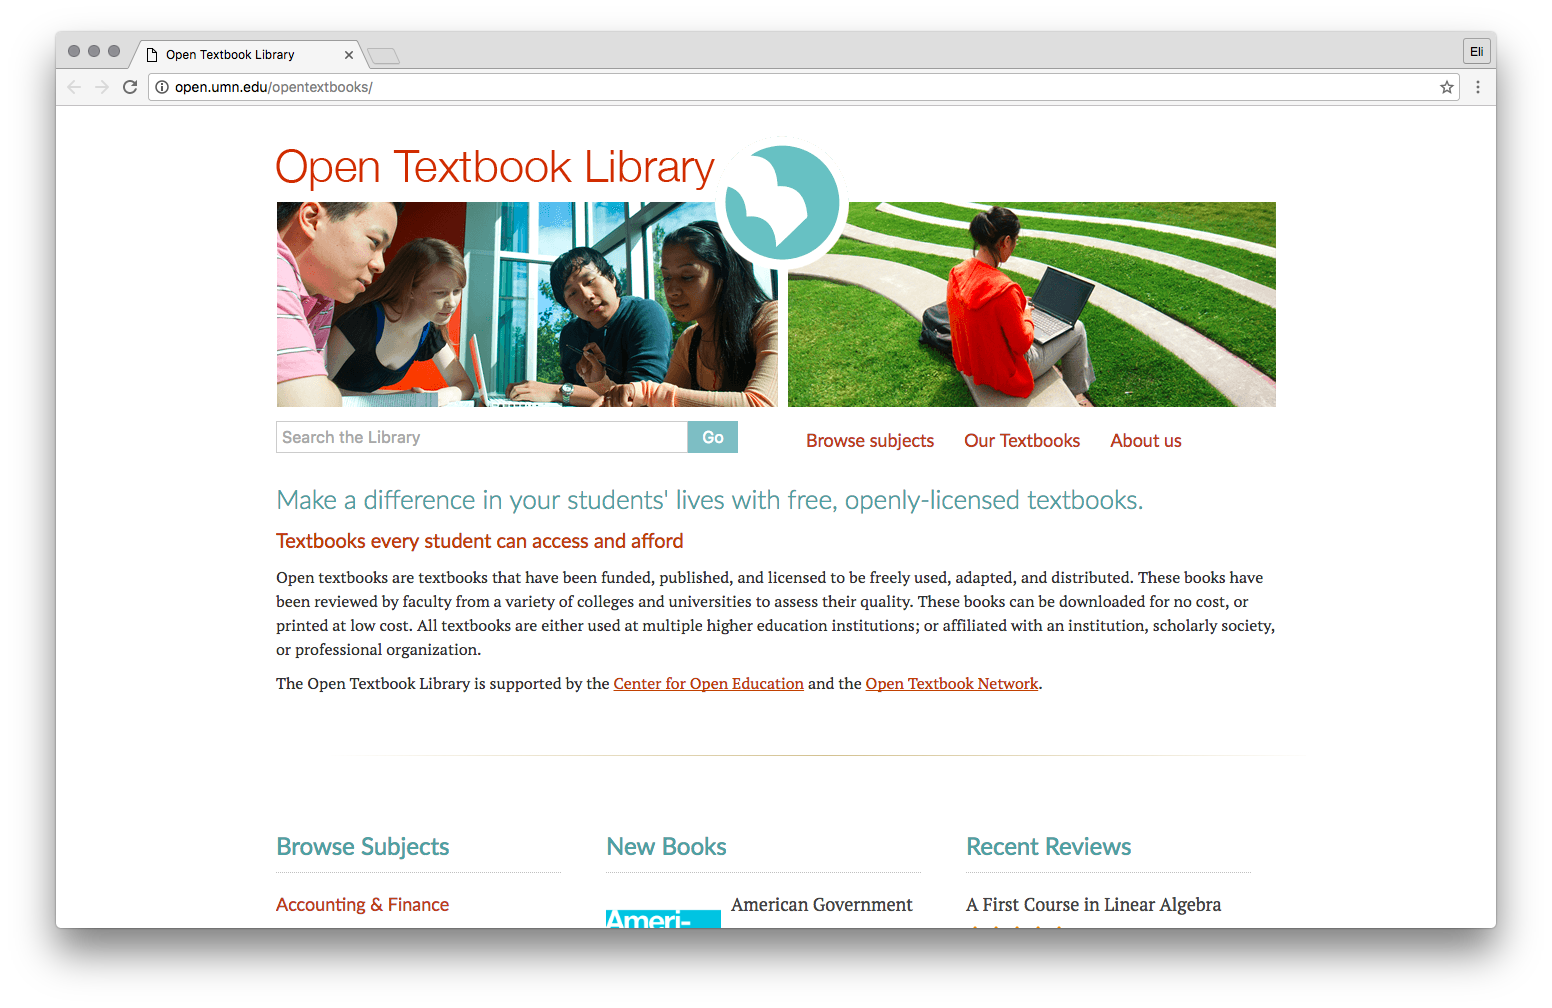 Open Textbook Library
Eli
open.umn.edu/opentextbooks/
Open Textbook Library
Search the Library
Go
Browse subjects
Our Textbooks
About us
Make a difference in your students' lives with free, openly-licensed textbooks.
Textbooks every student can access and afford
Open textbooks are textbooks that have been funded, published, and licensed to be freely used, adapted, and distributed. These books have
been reviewed by faculty from a variety of colleges and universities to assess their quality. These books can be downloaded for no cost, or
printed at low cost. All textbooks are either used at multiple higher education institutions; or affiliated with an institution, scholarly society,
or professional organization.
The Open Textbook Library is supported by the Center for Open Education and the Open Textbook Network.
Browse Subjects
Accounting & Finance
New Books
Ameri-
American Government
Recent Reviews
A First Course in Linear Algebra